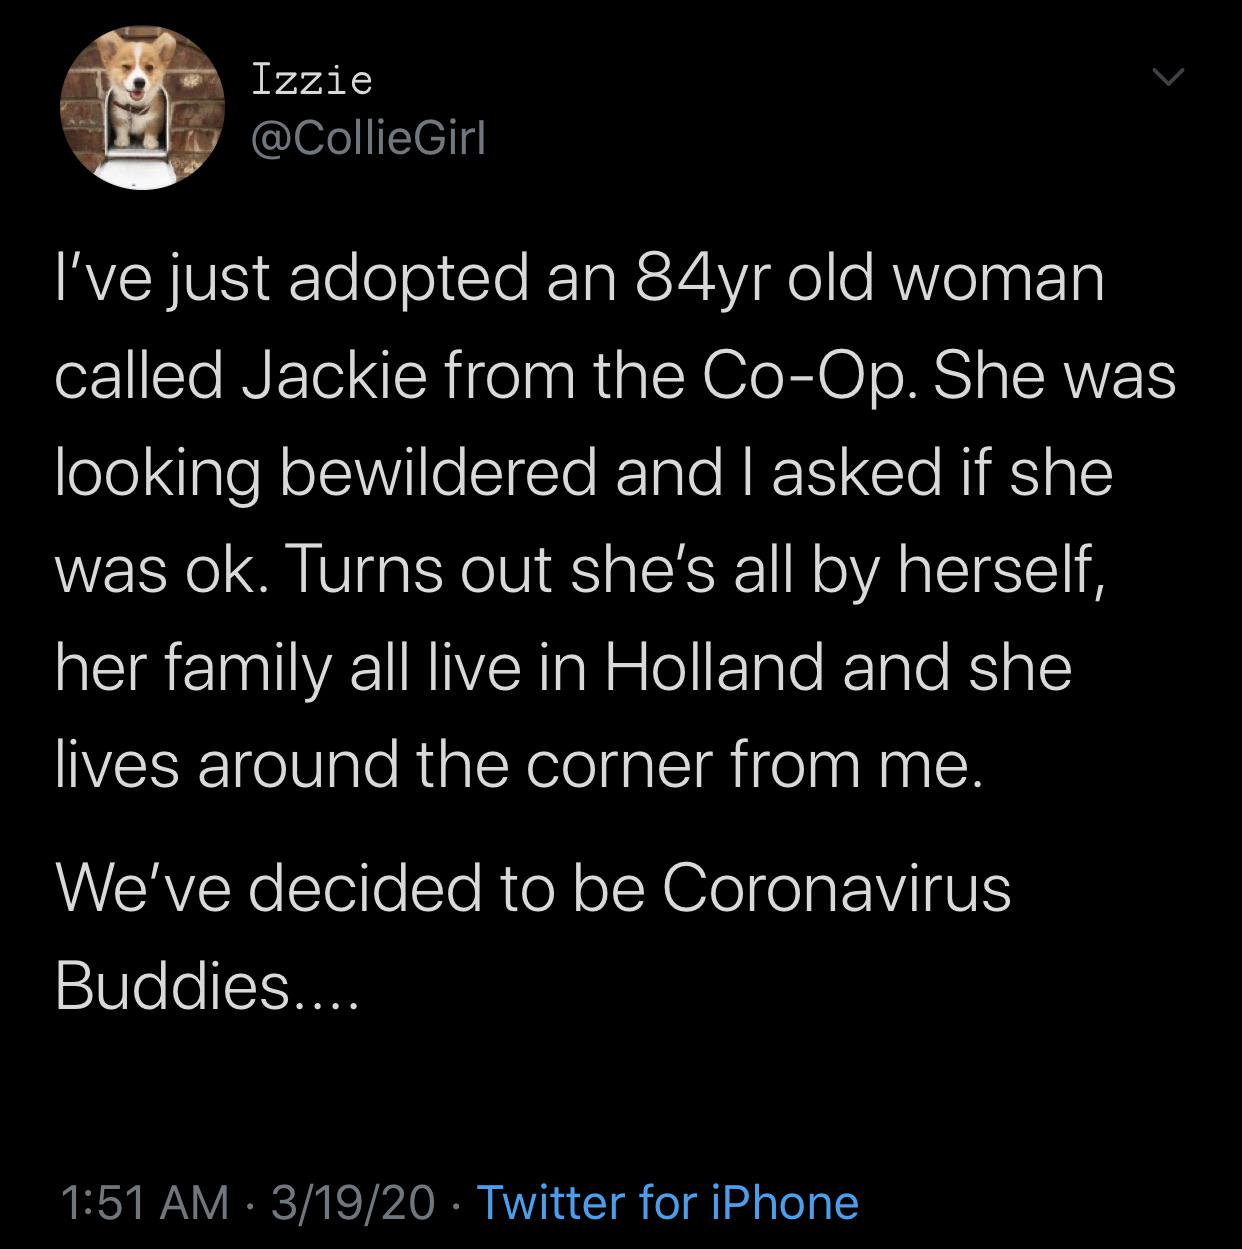 Izzie
@CollieGirl
I’ve just adopted an 84yr old woman
called Jackie from the Co-Op. She was
looking bewildered and I asked if she
was ok. Turns out she’s all by herself,
her family all live in Holland and she
lives around the corner from me.
We’ve decided to be Coronavirus
Buddies....
1:51 AM · 3/19/20 · Twitter for iPhone